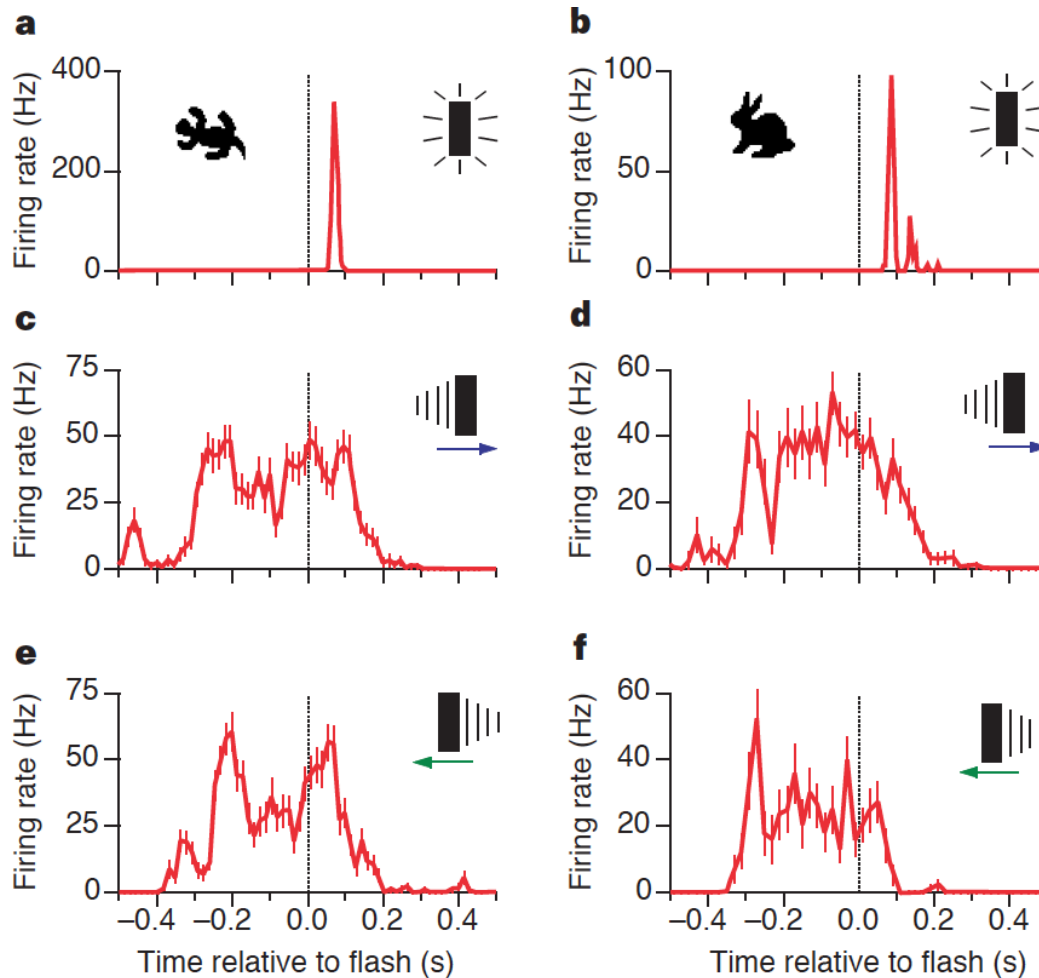 a
Firing rate (Hz)
400
200
0
b
Firing rate (Hz)
100
50
0
c
Firing rate (Hz)
75
50
25
0
d
Firing rate (Hz)
60
40
20
0
e
Firing rate (Hz)
75
50
25
0
–0.4 –0.2 0.0 0.2 0.4
Time relative to flash (s)
f
Firing rate (Hz)
60
40
20
0
–0.4 –0.2 0.0 0.2 0.4
Time relative to flash (s)